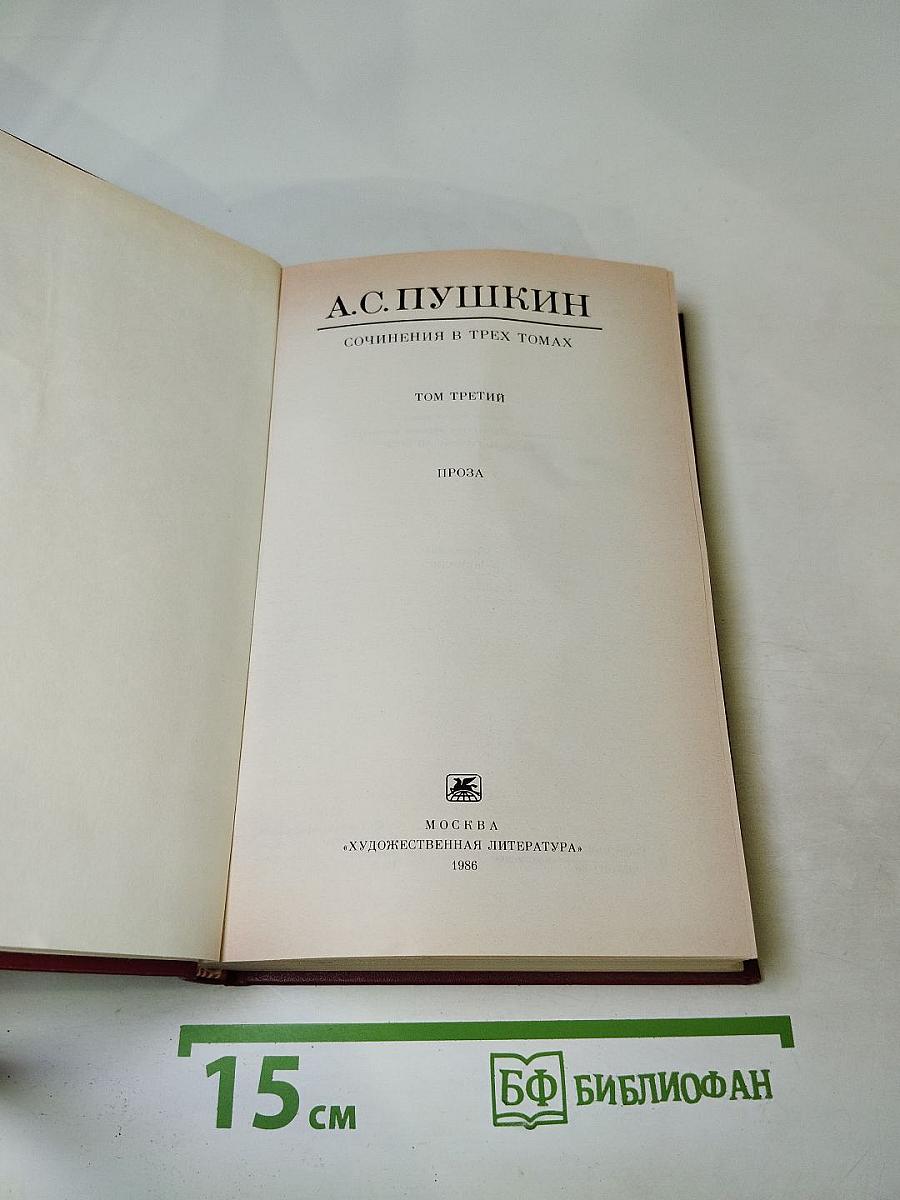 А.С.ПУШКИН
СОЧИНЕНИЯ В ТРЕХ ТОМАХ
ТОМ ТРЕТИЙ
ПРОЗА
МОСКВА
«ХУДОЖЕСТВЕННАЯ ЛИТЕРАТУРА»
1986
15 см
БФ БИБЛИОФАН